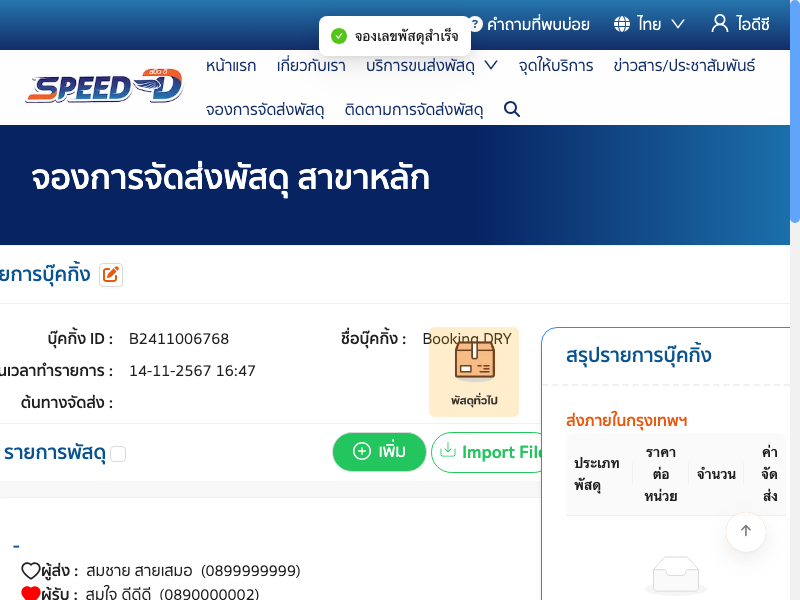 จองเลขพัสดุสำเร็จ
คำถามที่พบบ่อย ไทย ไอดีซี
สปีด-ดี
SPEED-D
หน้าแรก เกี่ยวกับเรา บริการขนส่งพัสดุ จุดให้บริการ ข่าวสาร/ประชาสัมพันธ์
จองการจัดส่งพัสดุ ติดตามการจัดส่งพัสดุ
จองการจัดส่งพัสดุ สาขาหลัก
ยการบุ๊คกิ้ง
บุ๊คกิ้ง ID : B2411006768 ชื่อบุ๊คกิ้ง : Booking DRY
นเวลาทำรายการ : 14-11-2567 16:47
ต้นทางจัดส่ง :
พัสดุทั่วไป
รายการพัสดุ เพิ่ม Import File
สรุปรายการบุ๊คกิ้ง
ส่งภายในกรุงเทพฯ
ประเภทพัสดุ ราคาต่อหน่วย จำนวน ค่าจัดส่ง
-
ผู้ส่ง : สมชาย สายเสมอ (0899999999)
ผู้รับ : สมใจ ดีดีดี (0890000002)